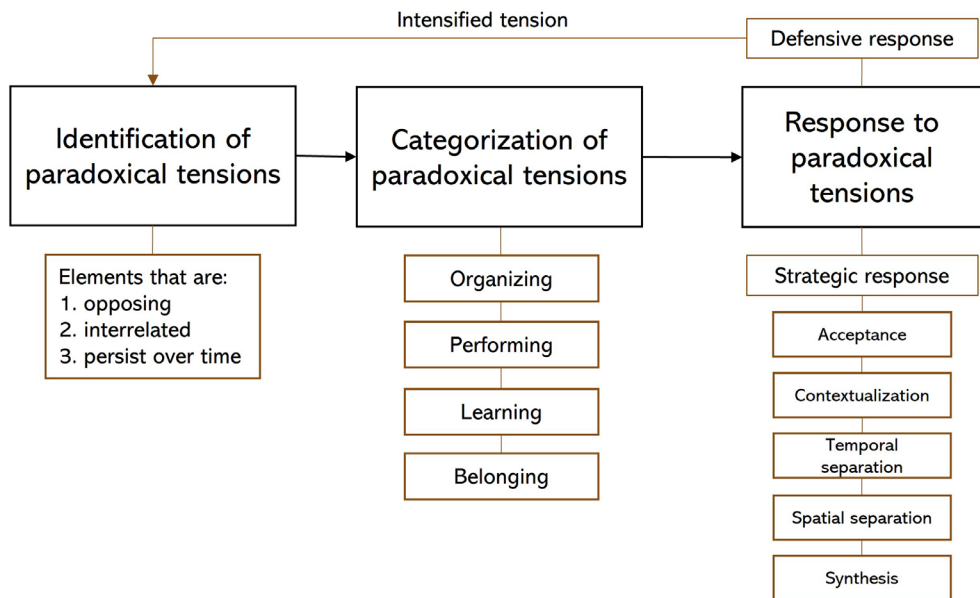 Intensified tension
Defensive response
Identification of
paradoxical tensions
Categorization of
paradoxical tensions
Response to
paradoxical
tensions
Elements that are:
1. opposing
2. interrelated
3. persist over time
Organizing
Performing
Learning
Belonging
Strategic response
Acceptance
Contextualization
Temporal
separation
Spatial separation
Synthesis